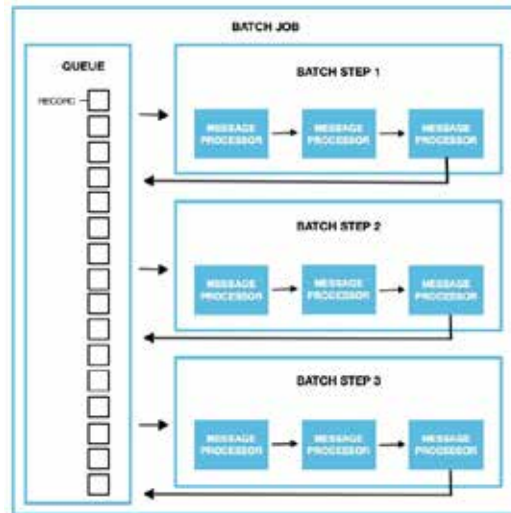 BATCH JOB
QUEUE
RECORD
BATCH STEP 1
MESSAGE
PROCESSOR
MESSAGE
PROCESSOR
MESSAGE
PROCESSOR
BATCH STEP 2
MESSAGE
PROCESSOR
MESSAGE
PROCESSOR
MESSAGE
PROCESSOR
BATCH STEP 3
MESSAGE
PROCESSOR
MESSAGE
PROCESSOR
MESSAGE
PROCESSOR